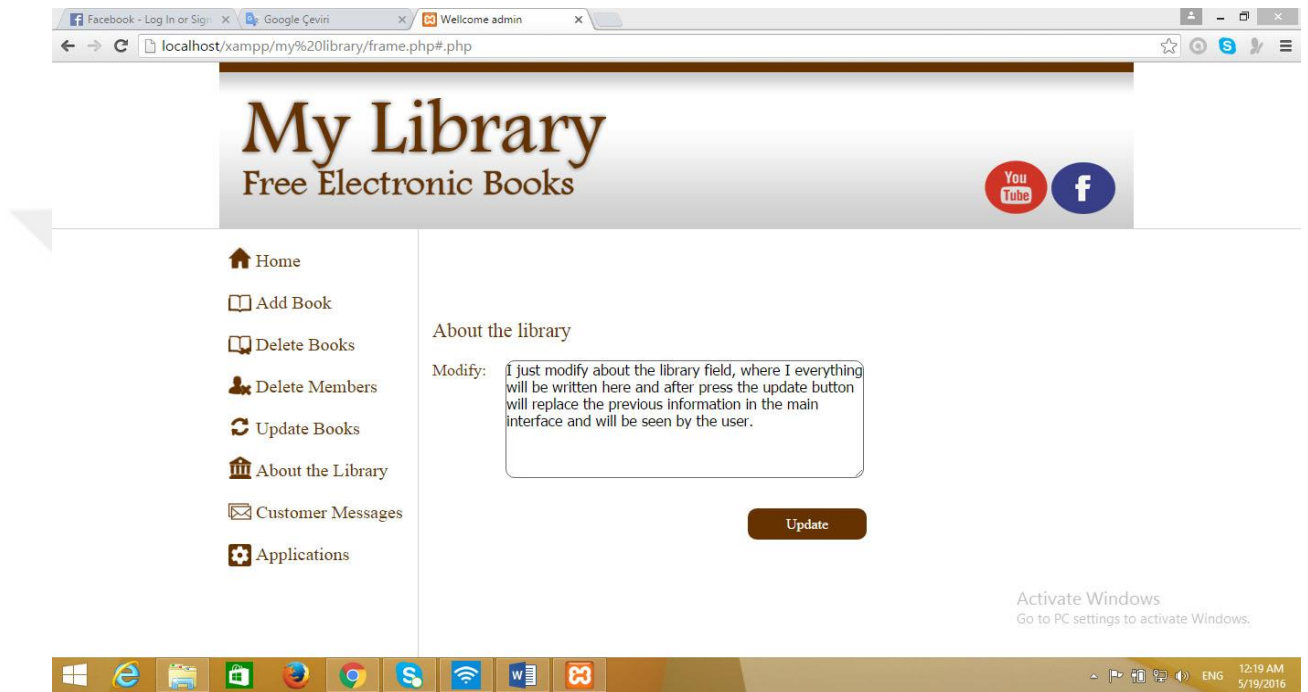 Facebook - Log In or Sign
Google Çeviri
Wellcome admin
localhost/xampp/my%20library/frame.php#.php
My Library
Free Electronic Books
You
Tube
f
Home
Add Book
Delete Books
Delete Members
Update Books
About the Library
Customer Messages
Applications
About the library
Modify:
I just modify about the library field, where I everything
will be written here and after press the update button
will replace the previous information in the main
interface and will be seen by the user.
Update
Activate Windows
Go to PC settings to activate Windows.
ENG
12:19 AM
5/19/2016